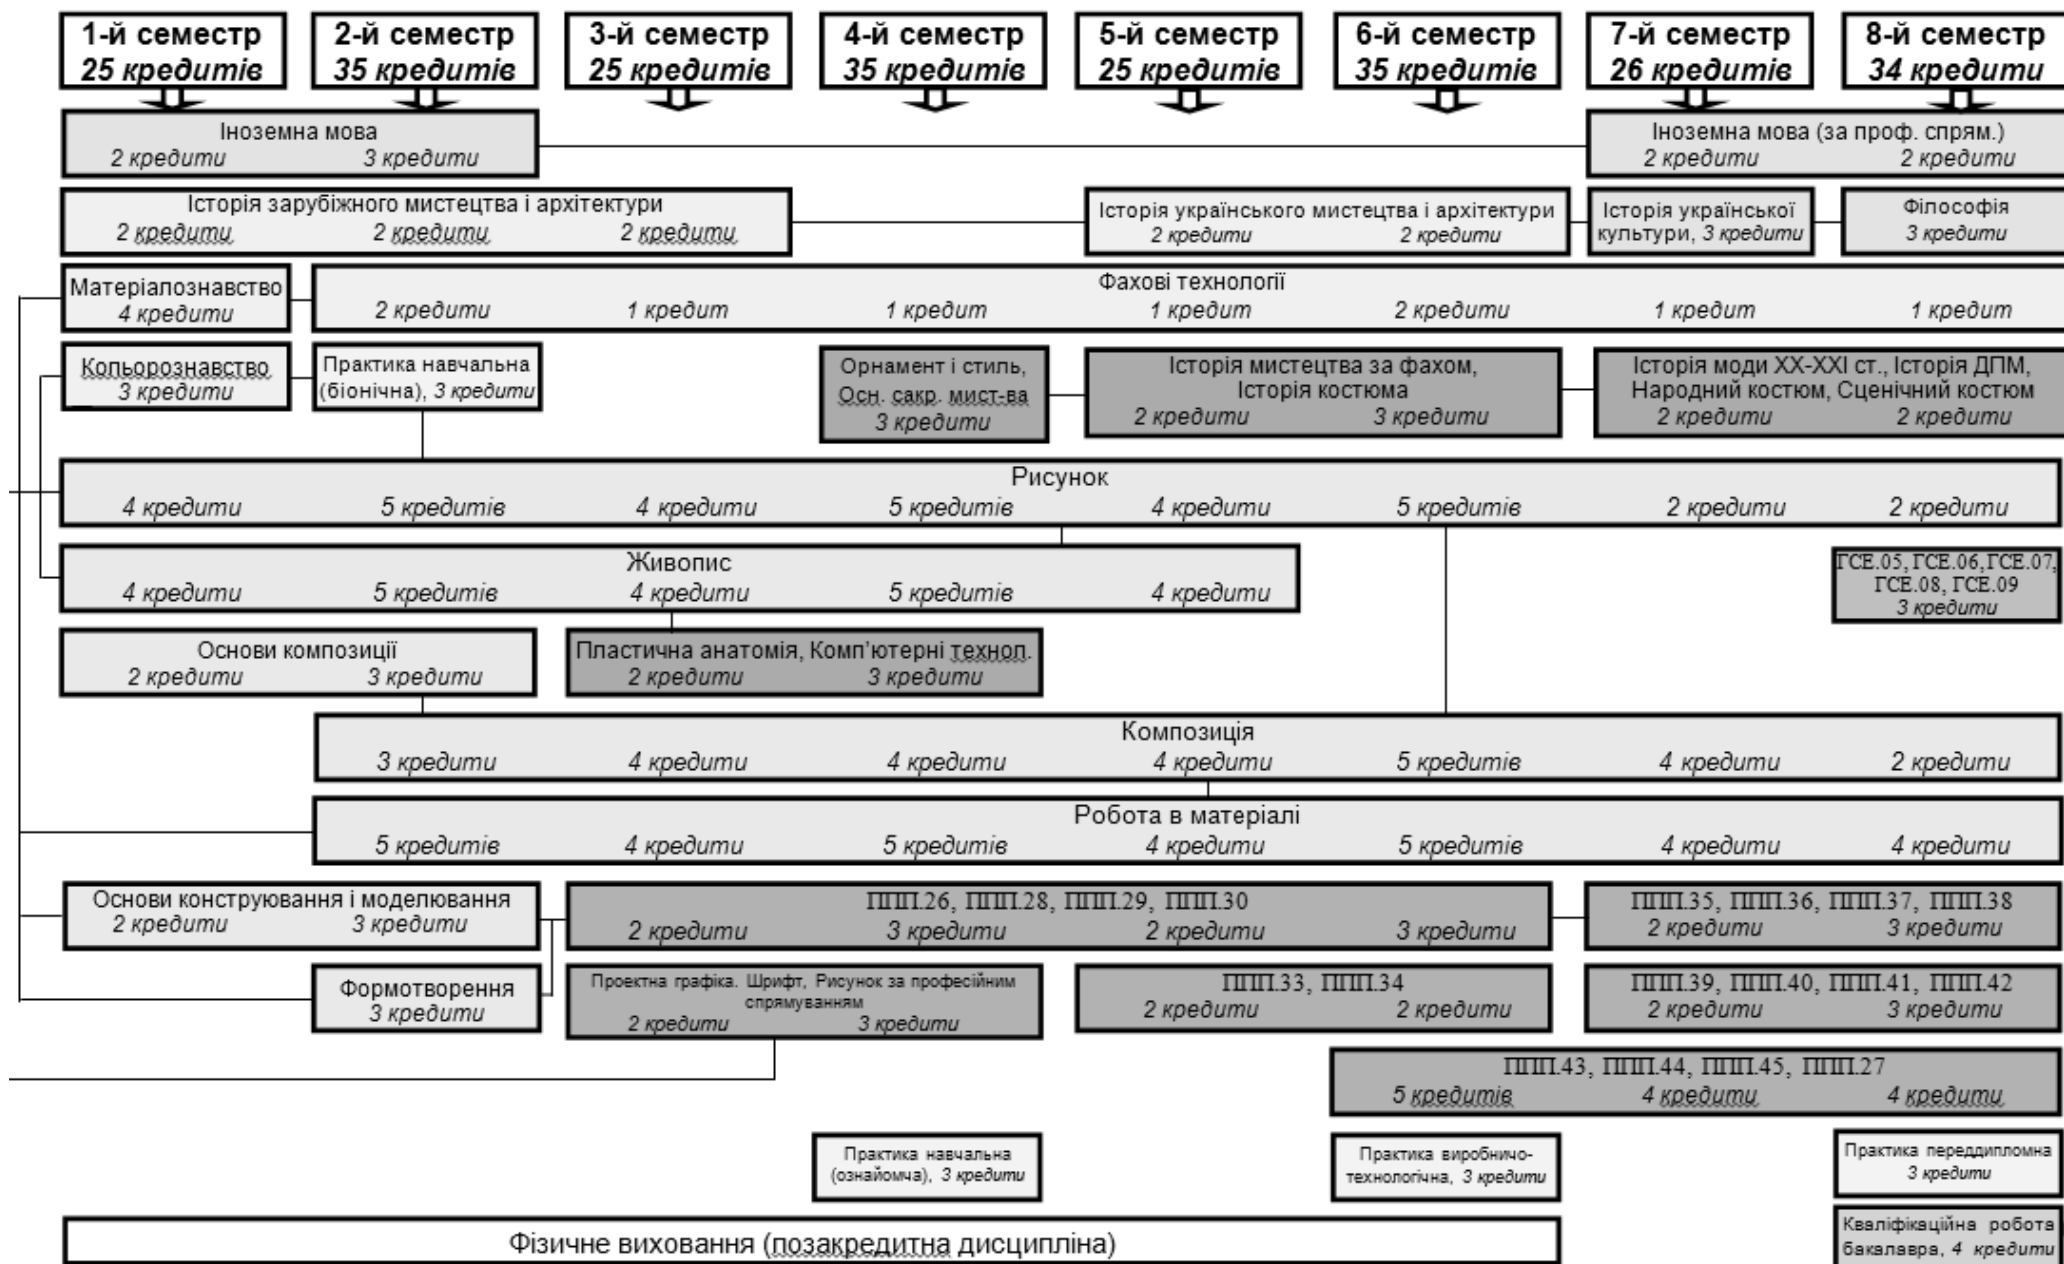 1-й семестр 2-й семестр 3-й семестр 4-й семестр 5-й семестр 6-й семестр 7-й семестр 8-й семестр
25 кредитів 35 кредитів 25 кредитів 35 кредитів 25 кредитів 35 кредитів 26 кредитів 34 кредити
Іноземна мова
2 кредити 3 кредити
Іноземна мова (за проф. спрям.)
2 кредити 2 кредити
Історія зарубіжного мистецтва і архітектури
2 кредити 2 кредити 2 кредити
Історія українського мистецтва і архітектури
2 кредити 2 кредити
Історія української
культури, 3 кредити
Філософія
3 кредити
Матеріалознавство
4 кредити
Фахові технології
2 кредити 1 кредит 1 кредит 1 кредит 2 кредити 1 кредит 1 кредит
Кольорознавство
3 кредити
Практика навчальна
(біонічна), 3 кредити
Орнамент і стиль,
Осн. сакр. мист-ва
3 кредити
Історія мистецтва за фахом,
Історія костюма
2 кредити 3 кредити
Історія моди XX-XXI ст., Історія ДПМ,
Народний костюм, Сценічний костюм
2 кредити 2 кредити
Рисунок
4 кредити 5 кредитів 4 кредити 5 кредитів 4 кредити 5 кредитів 2 кредити 2 кредити
Живопис
4 кредити 5 кредитів 4 кредити 5 кредитів 4 кредити
ГСЕ.05, ГСЕ.06, ГСЕ.07,
ГСЕ.08, ГСЕ.09
3 кредити
Основи композиції
2 кредити 3 кредити
Пластична анатомія, Комп’ютерні технол.
2 кредити 3 кредити
Композиція
3 кредити 4 кредити 4 кредити 4 кредити 5 кредитів 4 кредити 2 кредити
Робота в матеріалі
5 кредитів 4 кредити 5 кредитів 4 кредити 5 кредитів 4 кредити 4 кредити
Основи конструювання і моделювання
2 кредити 3 кредити
ППП.26, ППП.28, ППП.29, ППП.30
2 кредити 3 кредити 2 кредити 3 кредити
ППП.35, ППП.36, ППП.37, ППП.38
2 кредити 3 кредити
Формотворення
3 кредити
Проектна графіка. Шрифт, Рисунок за професійним
спрямуванням
2 кредити 3 кредити
ППП.33, ППП.34
2 кредити 2 кредити
ППП.39, ППП.40, ППП.41, ППП.42
2 кредити 3 кредити
ППП.43, ППП.44, ППП.45, ППП.27
5 кредитів 4 кредити 4 кредити
Практика навчальна
(ознайомча), 3 кредити
Практика виробничо-
технологічна, 3 кредити
Практика переддипломна
3 кредити
Фізичне виховання (позакредитна дисципліна)
Кваліфікаційна робота
бакалавра, 4 кредити